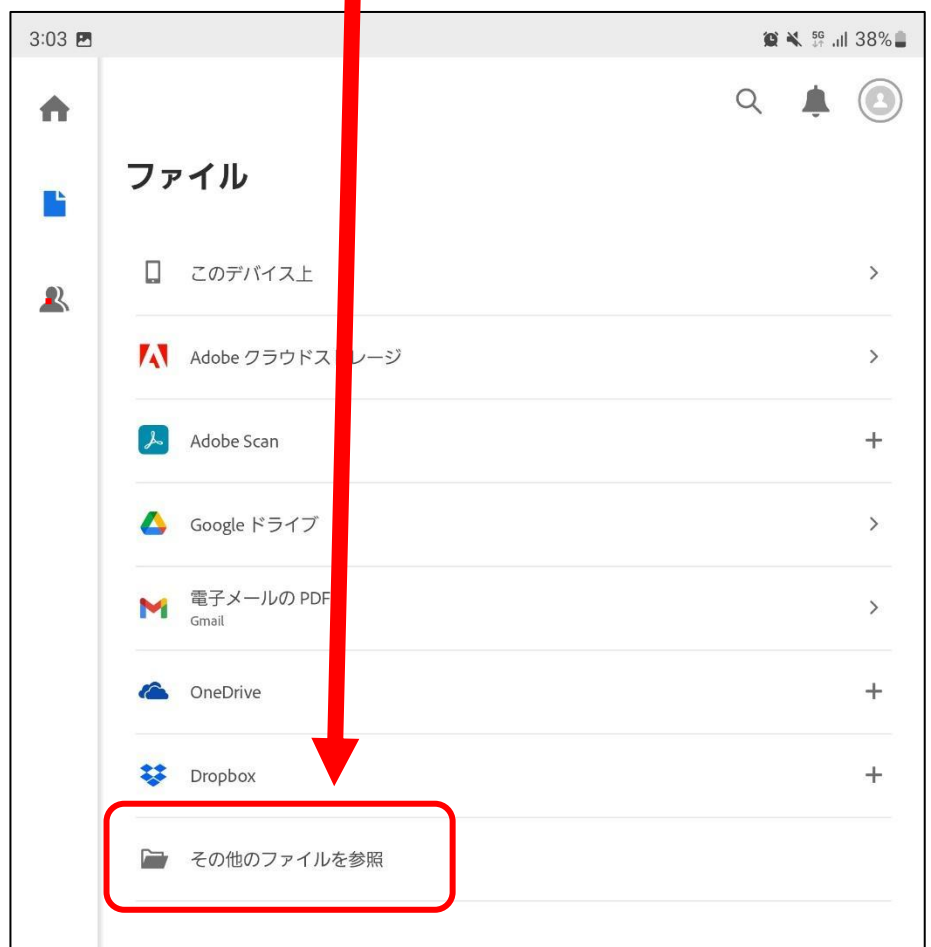 3:03
5G
38%
ファイル
このデバイス上
Adobe クラウドストレージ
Adobe Scan
Google ドライブ
電子メールの PDF
Gmail
OneDrive
Dropbox
その他のファイルを参照